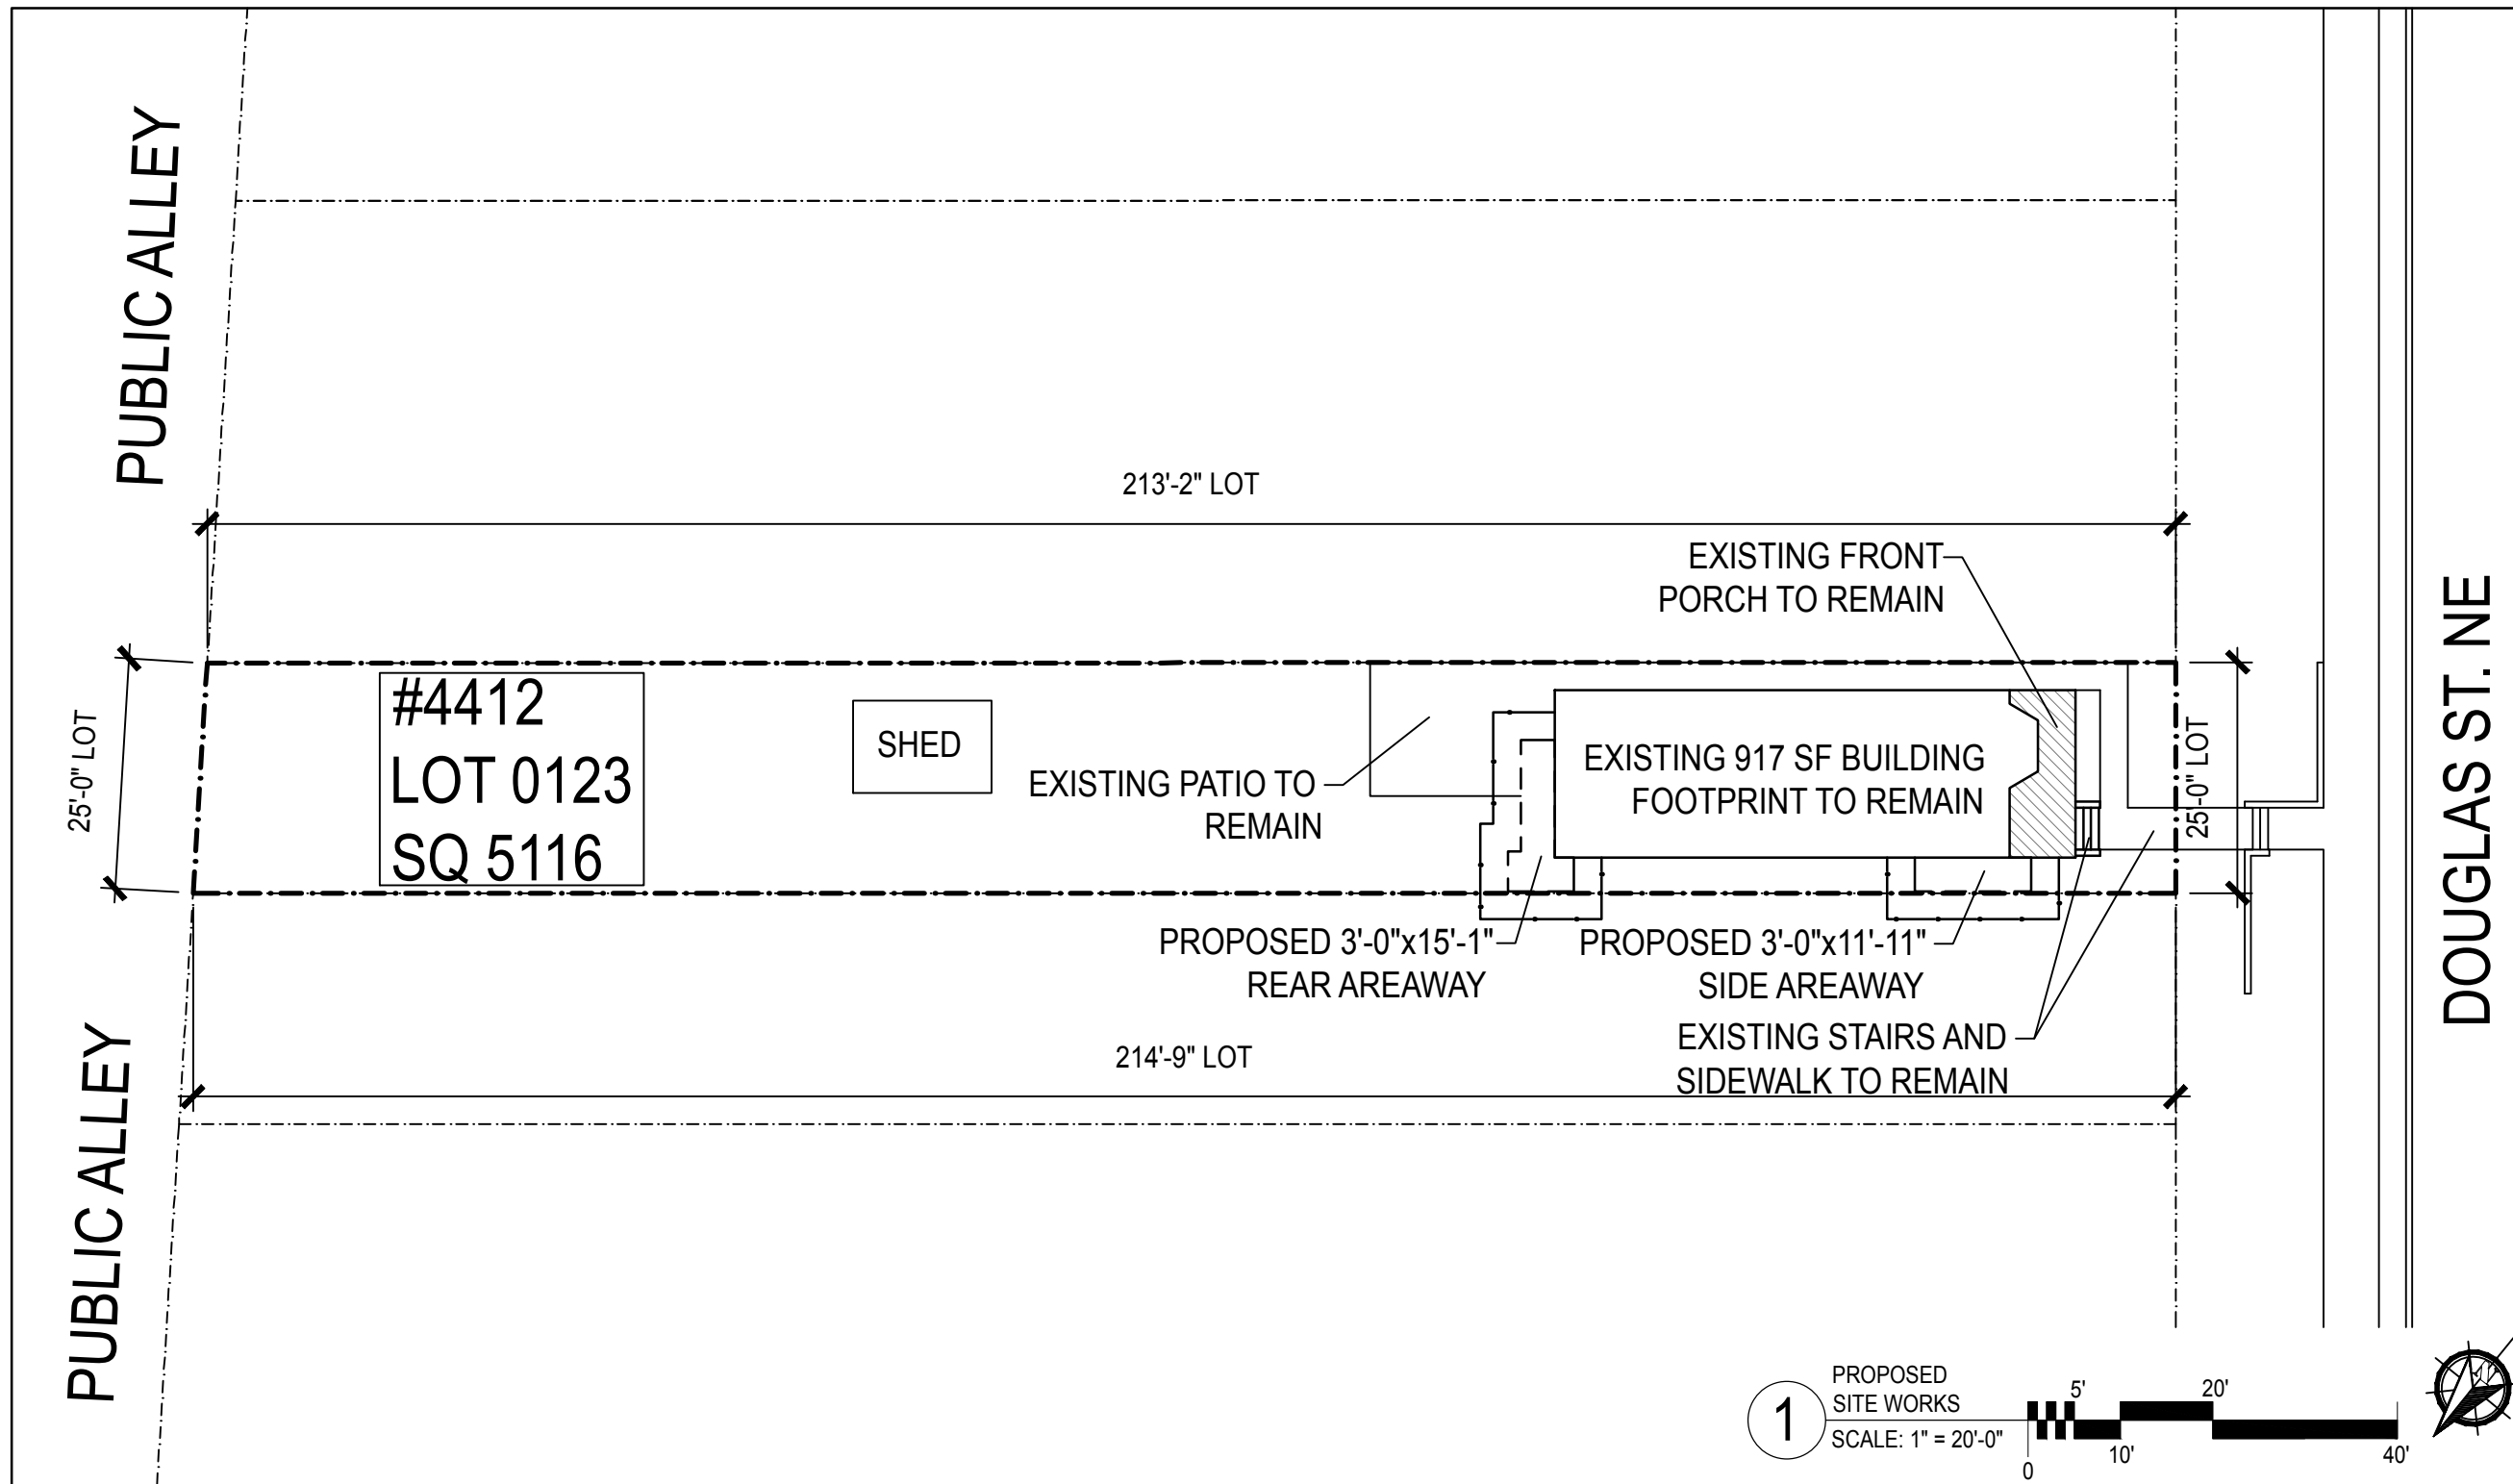 PUBLIC ALLEY
213'-2" LOT
EXISTING FRONT
PORCH TO REMAIN
25'-0" LOT
#4412
LOT 0123
SQ 5116
SHED
EXISTING PATIO TO
REMAIN
EXISTING 917 SF BUILDING
FOOTPRINT TO REMAIN
25'-0" LOT
DOUGLASS ST. NE
PROPOSED 3'-0"x15'-1"
REAR AREAWAY
PROPOSED 3'-0"x11'-11"
SIDE AREAWAY
EXISTING STAIRS AND
SIDEWALK TO REMAIN
214'-9" LOT
PUBLIC ALLEY
1
PROPOSED
SITE WORKS
SCALE: 1" = 20'-0"
0
5'
10'
20'
40'